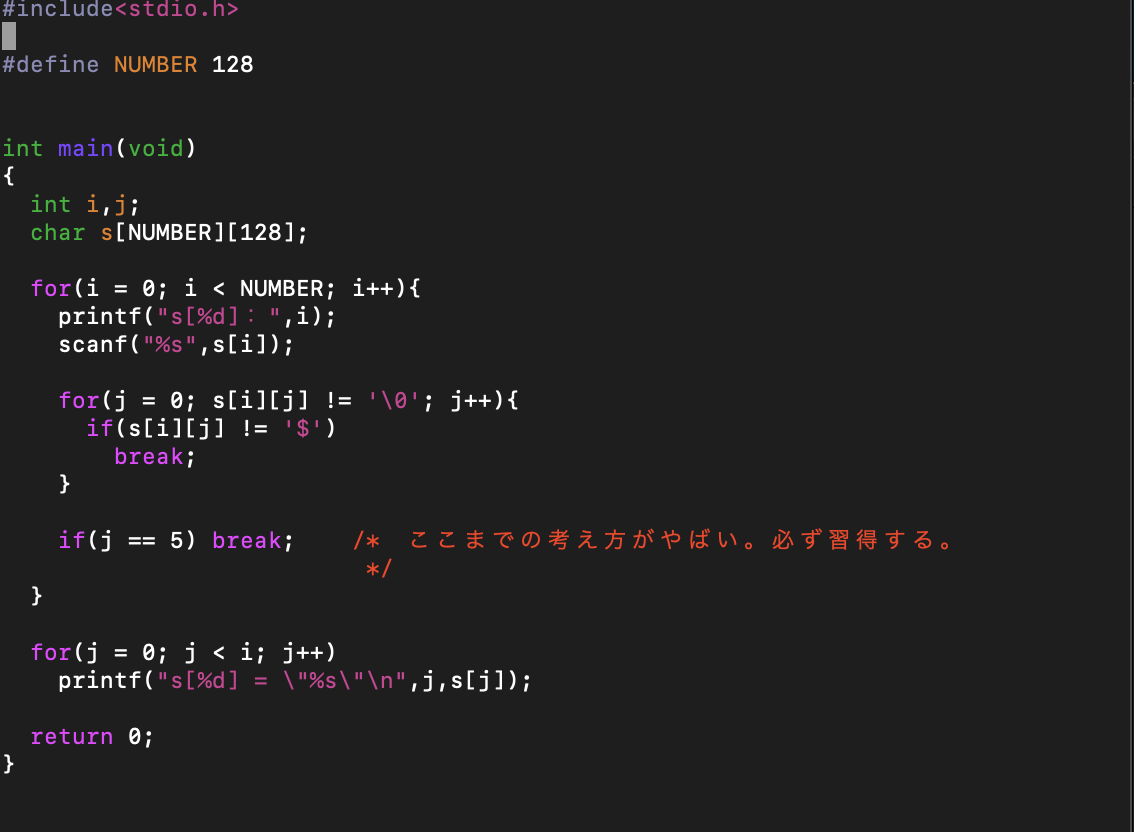 #include<stdio.h>
#define NUMBER 128
int main(void)
{
  int i,j;
  char s[NUMBER][128];
  for(i = 0; i < NUMBER; i++){
    printf("s[%d]：",i);
    scanf("%s",s[i]);
    for(j = 0; s[i][j] != '\0'; j++){
      if(s[i][j] != '$')
        break;
    }
    if(j == 5) break;    /*  ここまでの考え方がやばい。必ず習得する。
                          */
  }
  for(j = 0; j < i; j++)
    printf("s[%d] = \"%s\"\n",j,s[j]);
  return 0;
}